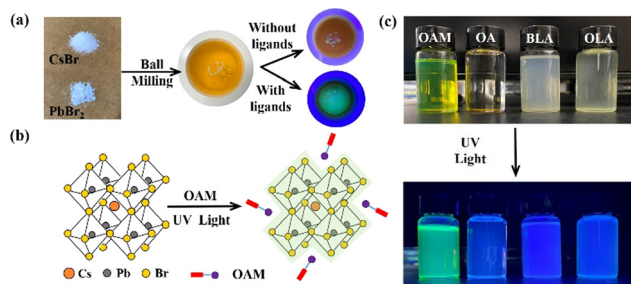 (a)
CsBr
PbBr2
Ball
Milling
Without
ligands
With
ligands
(b)
OAM
UV Light
Cs
Pb
Br
OAM
(c)
OAM
OA
BLA
OLA
UV
Light